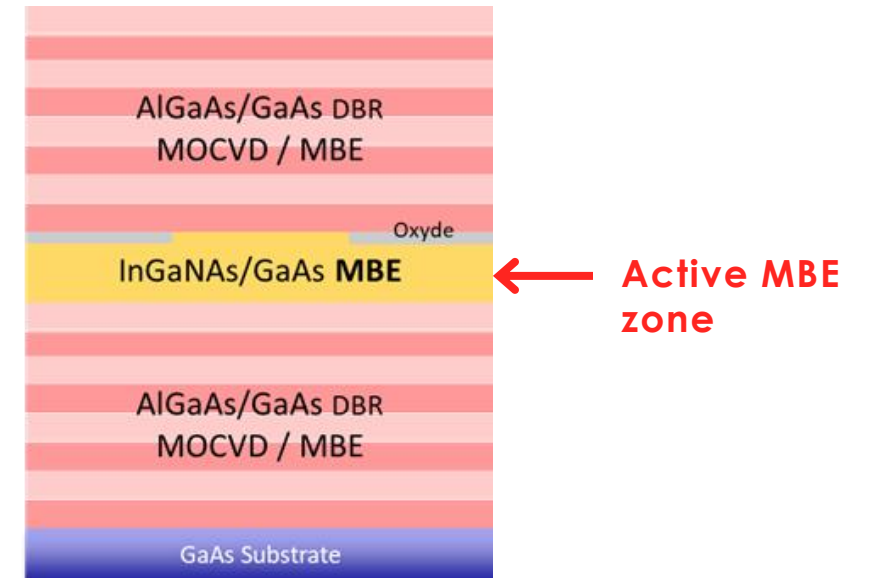 AlGaAs/GaAs DBR
MOCVD / MBE
Oxyde
InGaNAs/GaAs MBE
Active MBE
zone
AlGaAs/GaAs DBR
MOCVD / MBE
GaAs Substrate